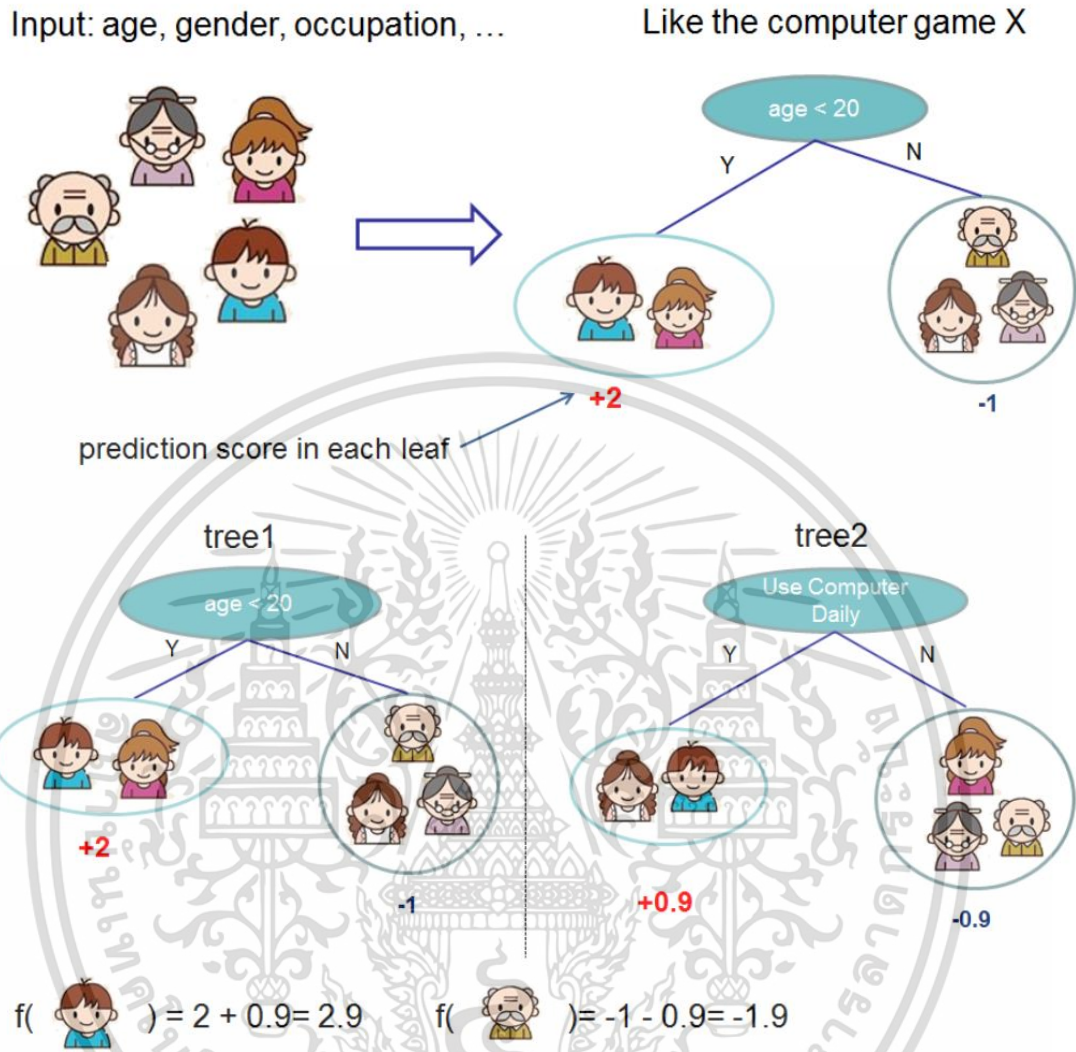 Input: age, gender, occupation, …
Like the computer game X
age < 20
Y
N
+2
-1
prediction score in each leaf
tree1
tree2
age < 20
Use Computer
Daily
Y
N
Y
N
+2
-1
+0.9
-0.9
f( ) = 2 + 0.9= 2.9
f( )= -1 - 0.9= -1.9